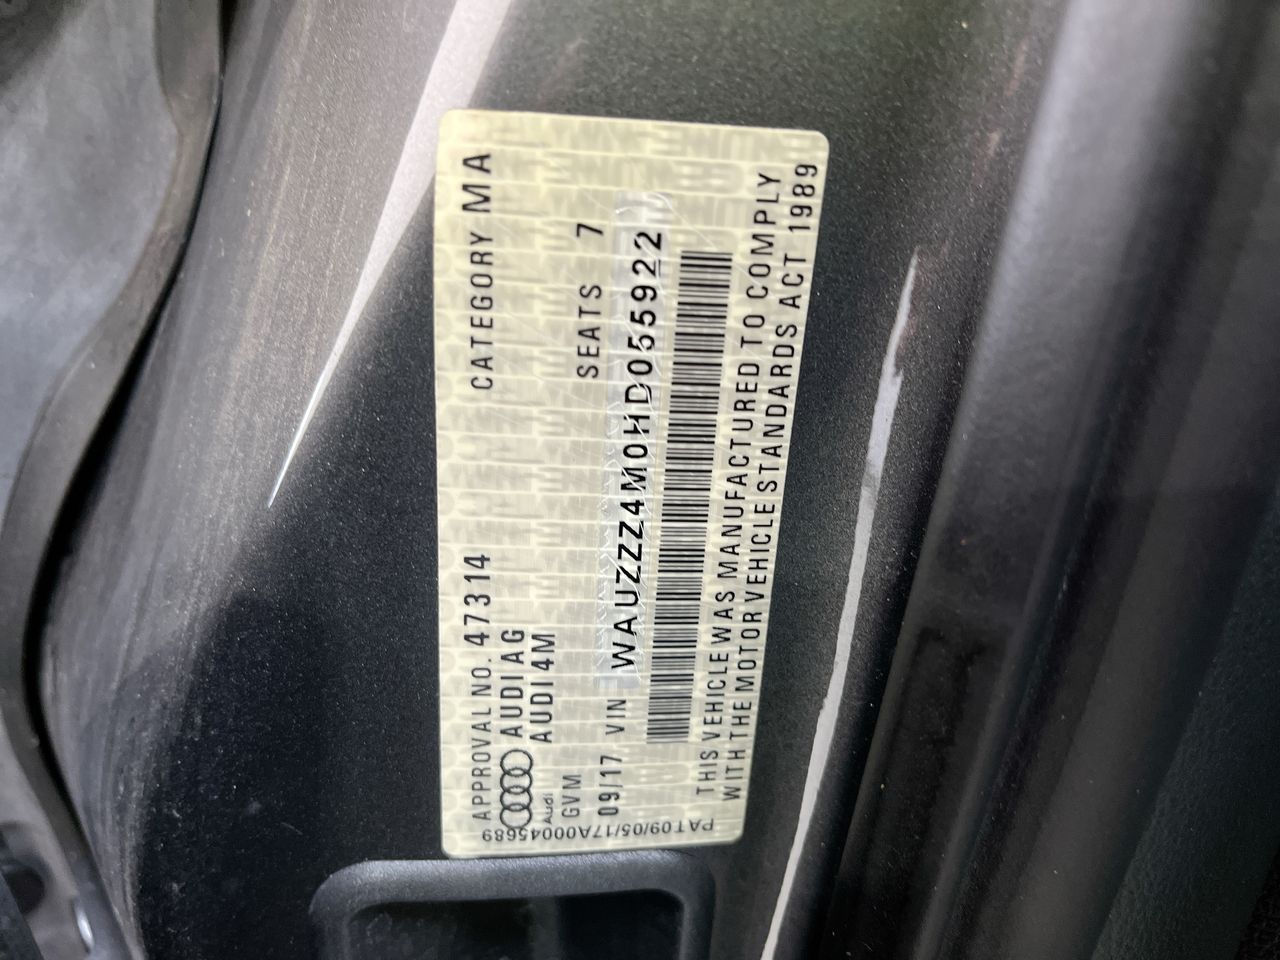 APPROVAL NO. 47314 CATEGORY MA
AUDI AG
AUDI 4M
Audi
GVM SEATS 7
09/17 VIN WAUZZZ4M0HD055922
THIS VEHICLE WAS MANUFACTURED TO COMPLY
WITH THE MOTOR VEHICLE STANDARDS ACT 1989
PAT09/05/17A00045689